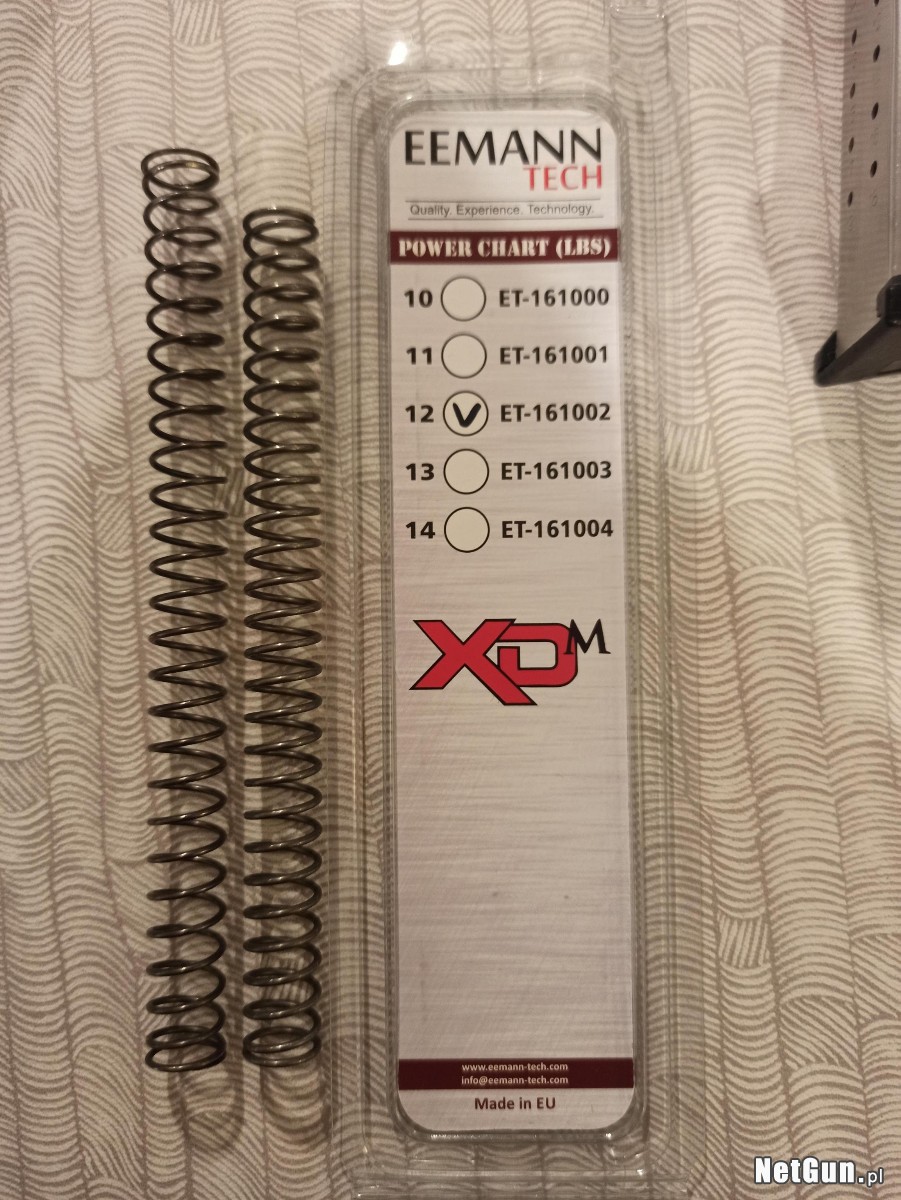 EEMANN
TECH
Quality. Experience. Technology.
POWER CHART (LBS)
10 ET-161000
11 ET-161001
12 V ET-161002
13 ET-161003
14 ET-161004
XDM
www.eemann-tech.com
info@eemann-tech.com
Made in EU
NetGun.pl